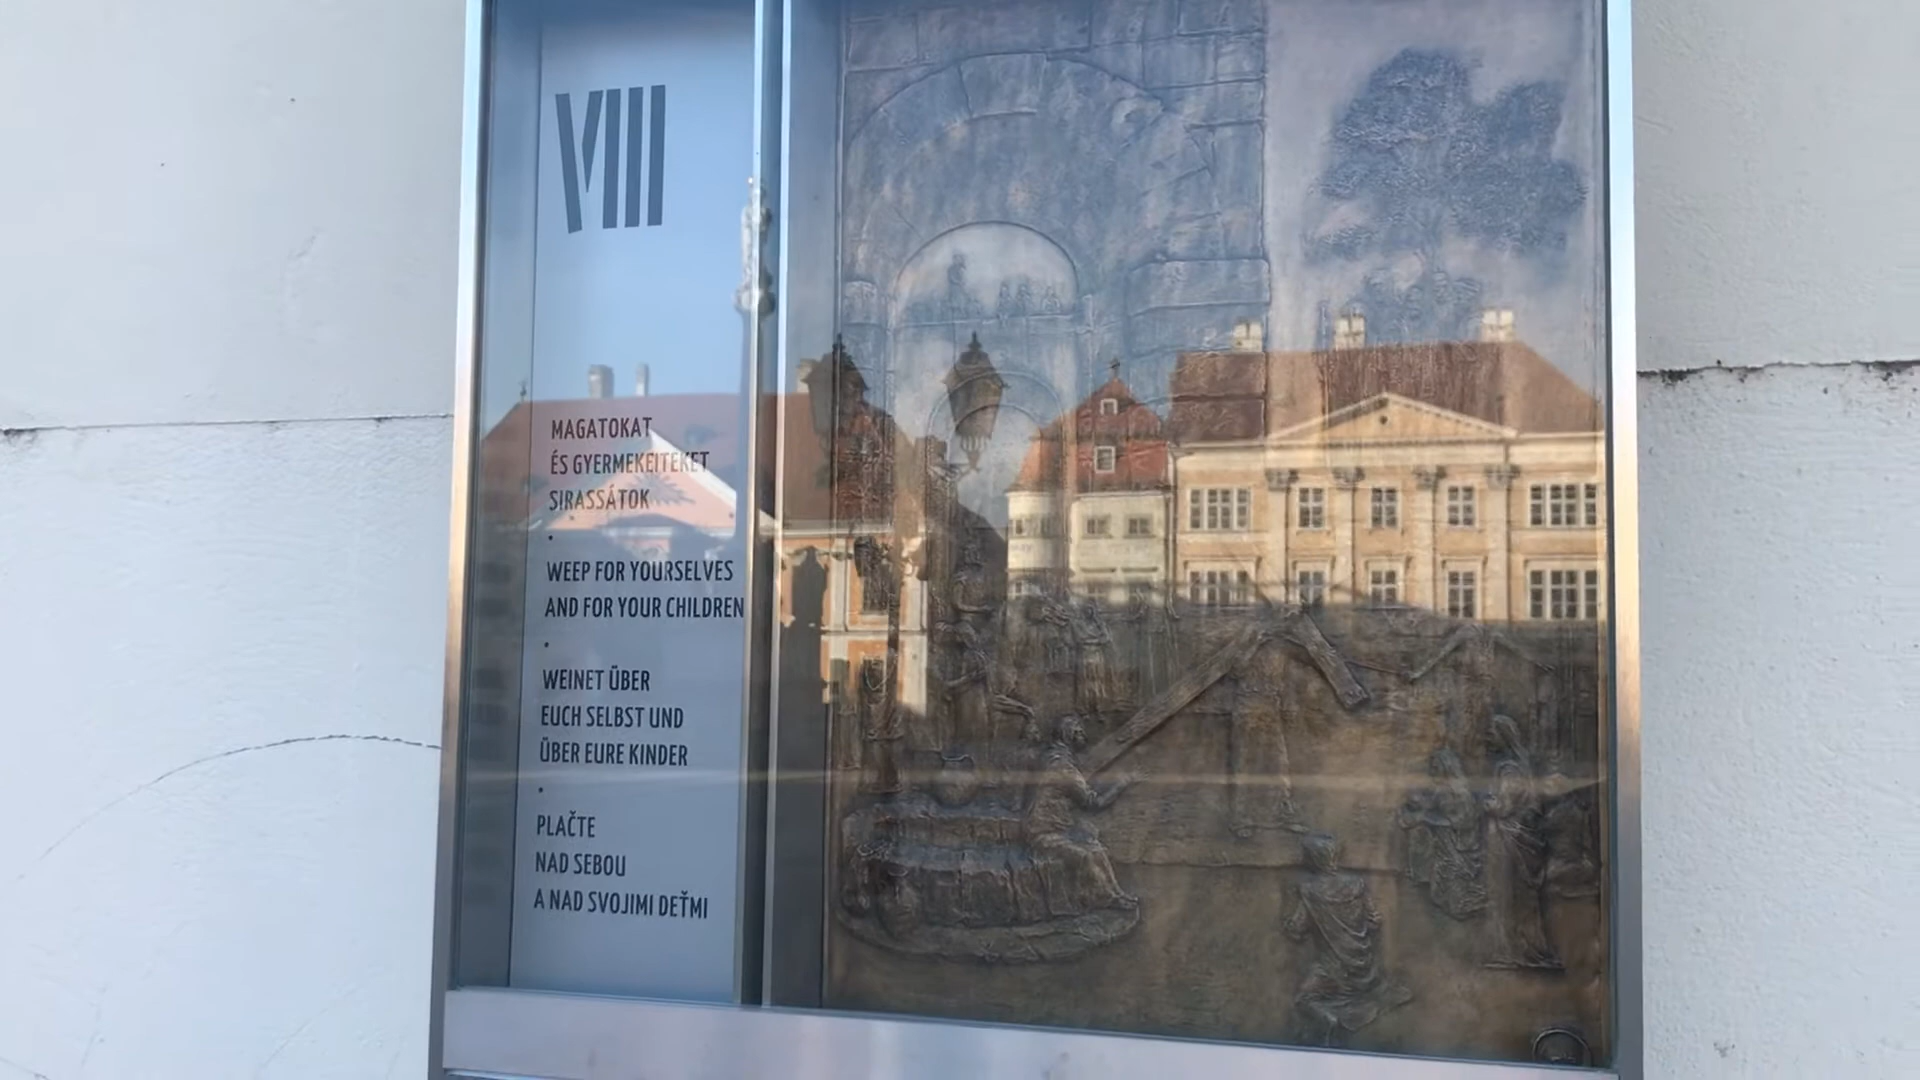 VIII
MAGATOKAT
ÉS GYERMEKEITEKET
SIRASSÁTOK
•
WEEP FOR YOURSELVES
AND FOR YOUR CHILDREN
•
WEINET ÜBER
EUCH SELBST UND
ÜBER EURE KINDER
•
PLAČTE
NAD SEBOU
A NAD SVOJIMI DEŤMI